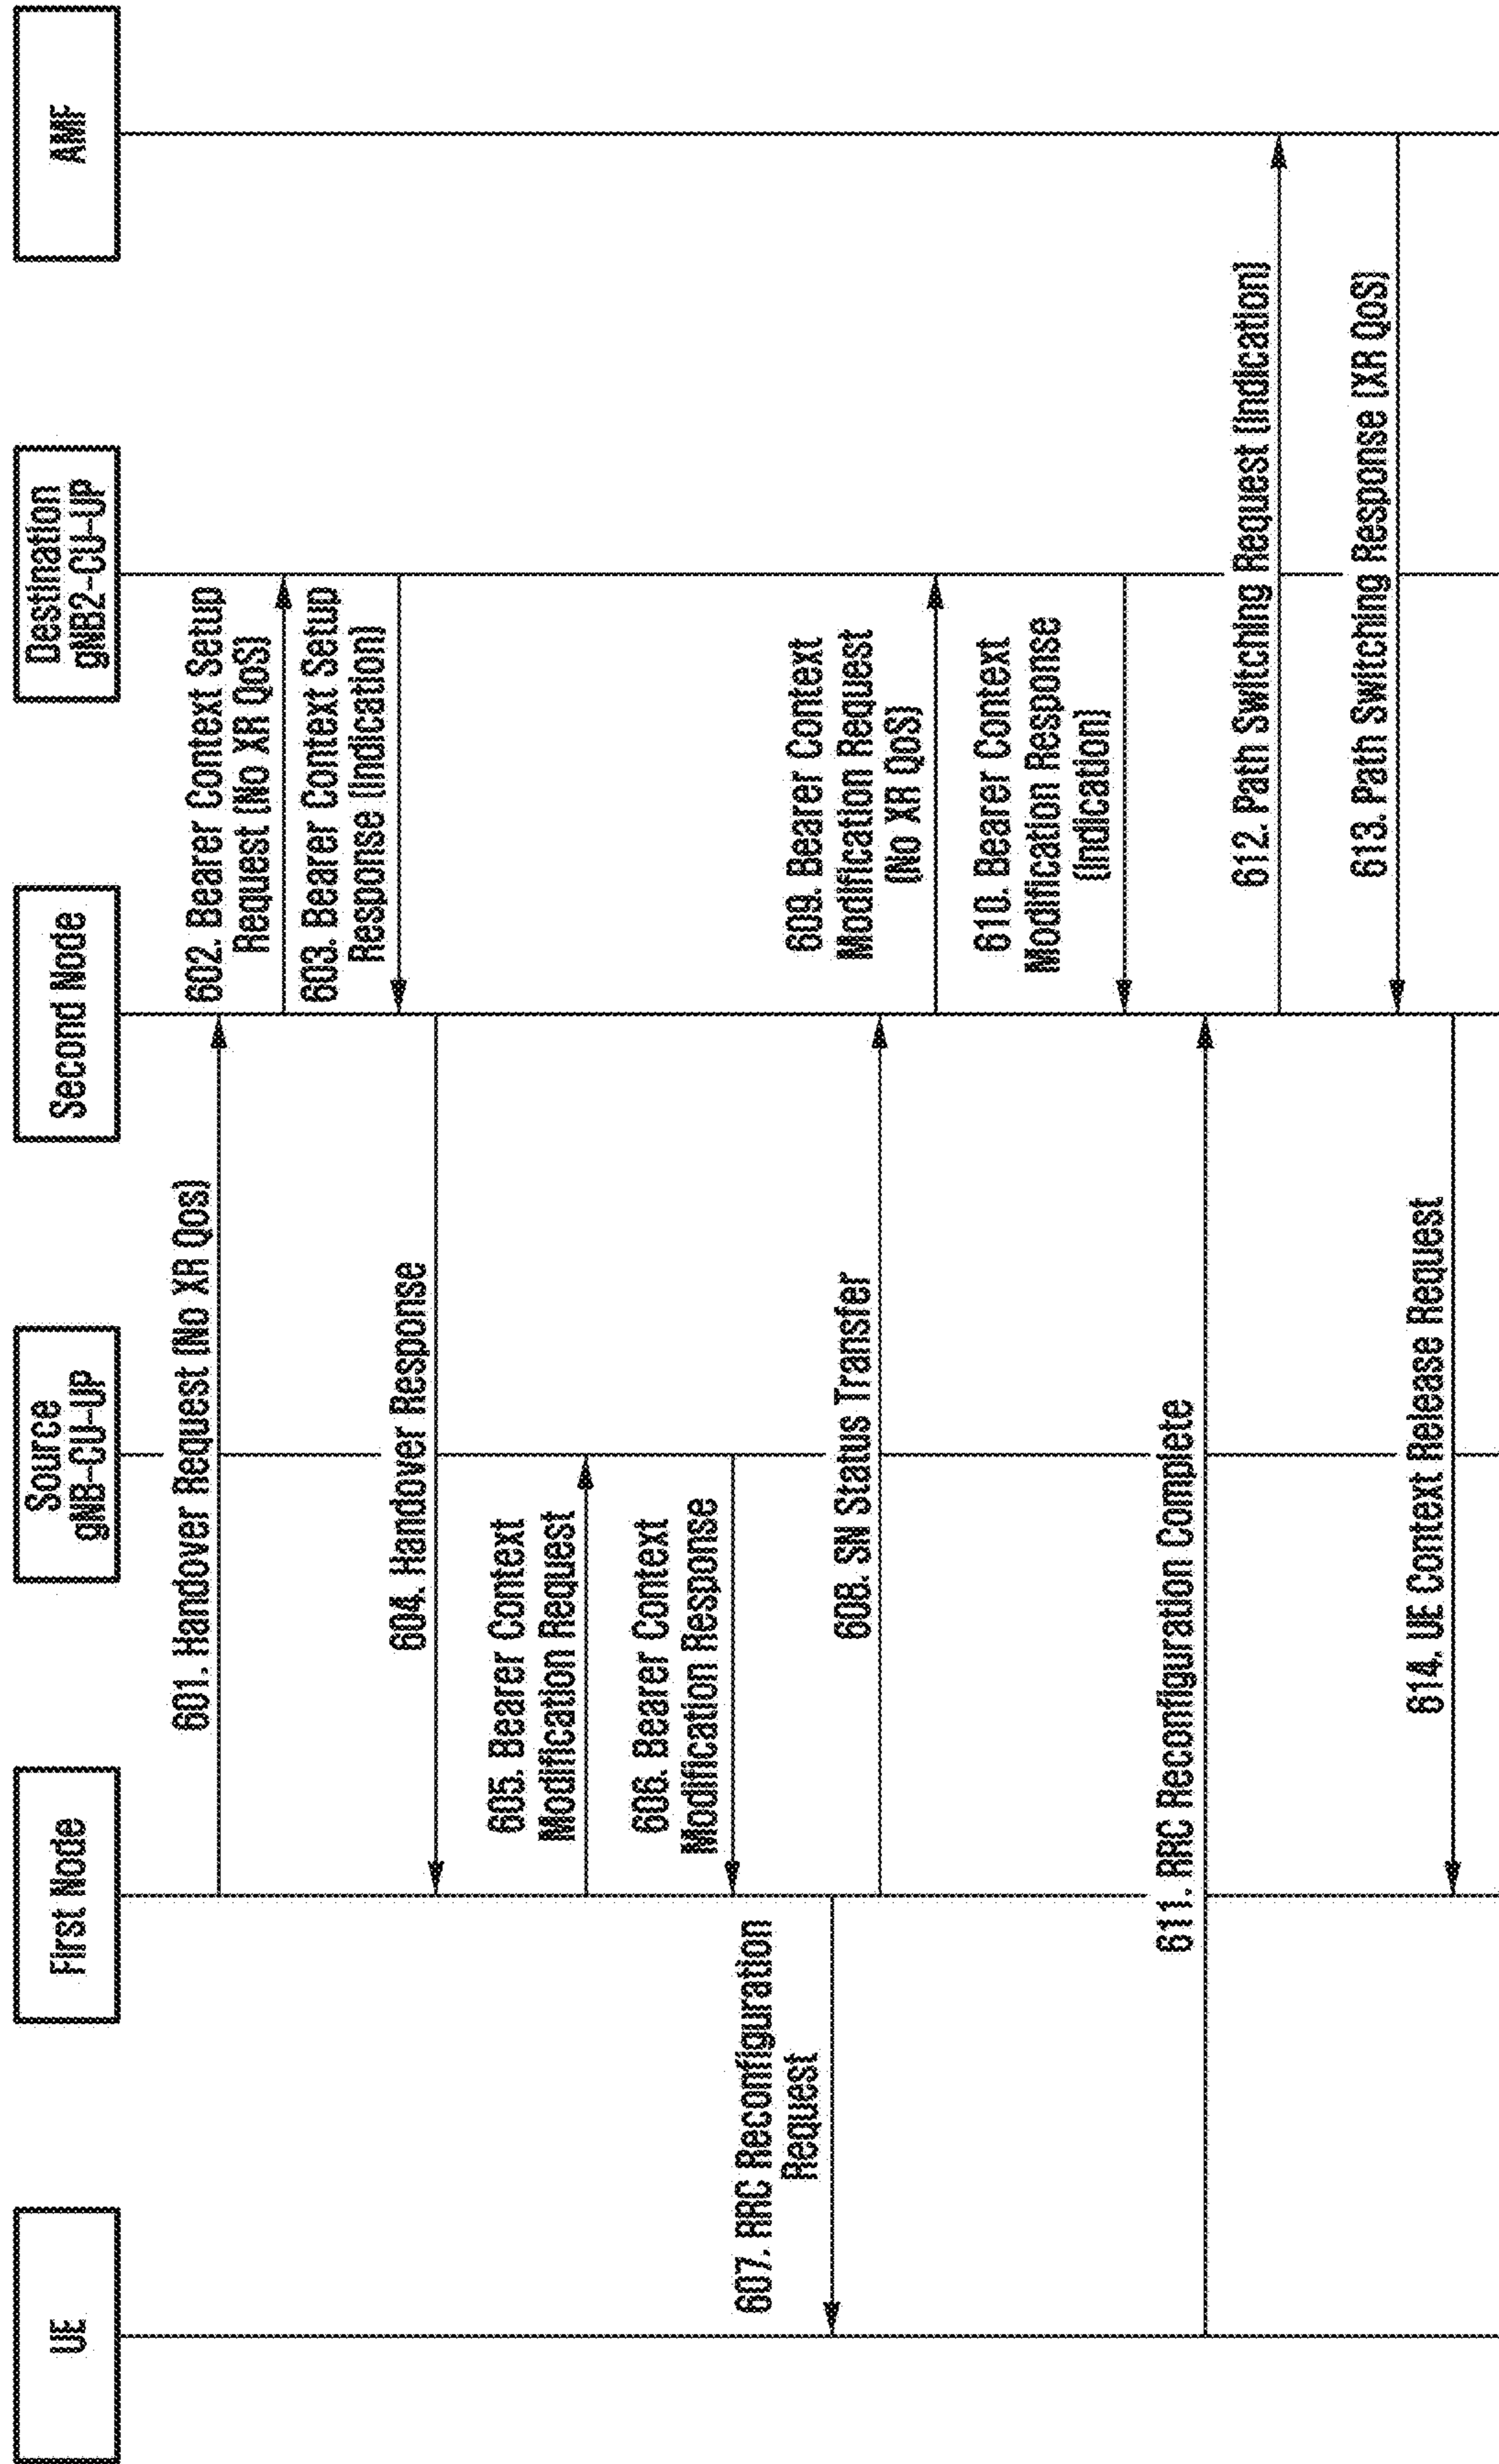 UE
First Node
Source
gNB-CU-UP
Second Node
Destination
gNB2-CU-UP
AMF
601. Handover Request (No XR Qos)
602. Bearer Context Setup
Request (No XR QoS)
603. Bearer Context Setup
Response (Indication)
604. Handover Response
605. Bearer Context
Modification Request
606. Bearer Context
Modification Response
607. RRC Reconfiguration
Request
608. SN Status Transfer
609. Bearer Context
Modification Request
(No XR QoS)
610. Bearer Context
Modification Response
(Indication)
611. RRC Reconfiguration Complete
612. Path Switching Request (Indication)
613. Path Switching Response (XR QoS)
614. UE Context Release Request